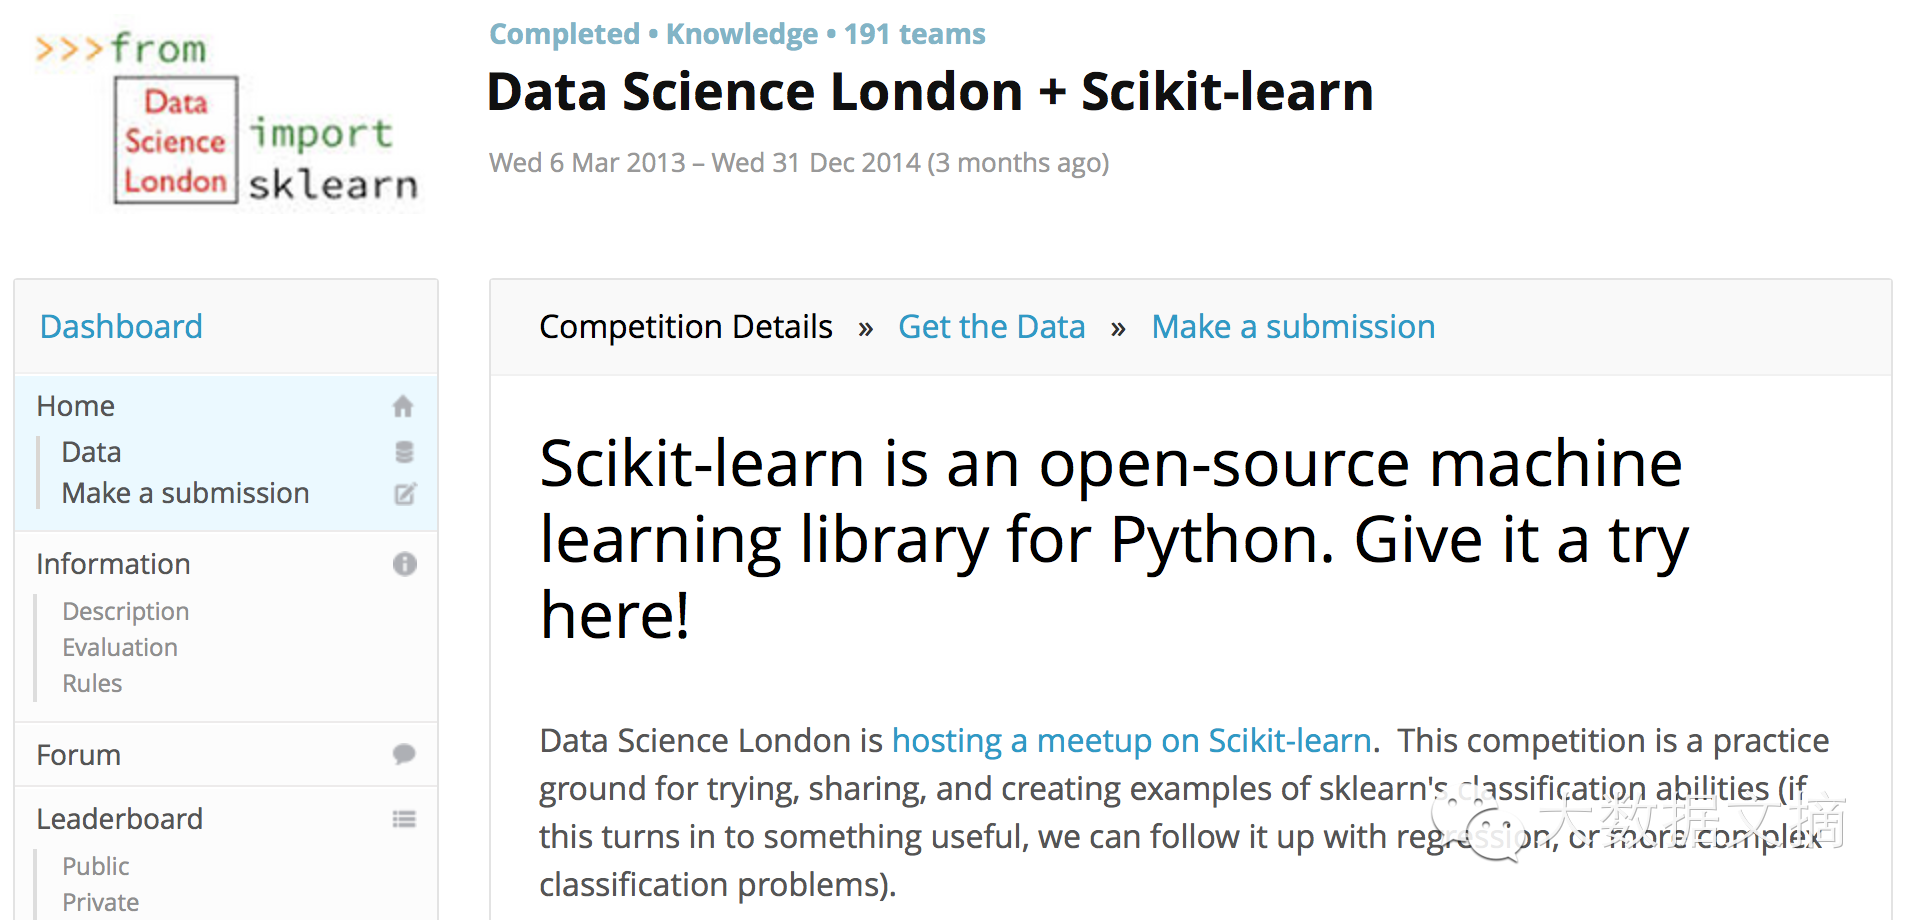 >>>from
Data
Science
London
import
sklearn
Completed • Knowledge • 191 teams
Data Science London + Scikit-learn
Wed 6 Mar 2013 – Wed 31 Dec 2014 (3 months ago)
Dashboard
Home
Data
Make a submission
Information
Description
Evaluation
Rules
Forum
Leaderboard
Public
Private
Competition Details » Get the Data » Make a submission
Scikit-learn is an open-source machine
learning library for Python. Give it a try
here!
Data Science London is hosting a meetup on Scikit-learn. This competition is a practice
ground for trying, sharing, and creating examples of sklearn's classification abilities (if
this turns in to something useful, we can follow it up with regression, or more complex
classification problems).
大数据文摘